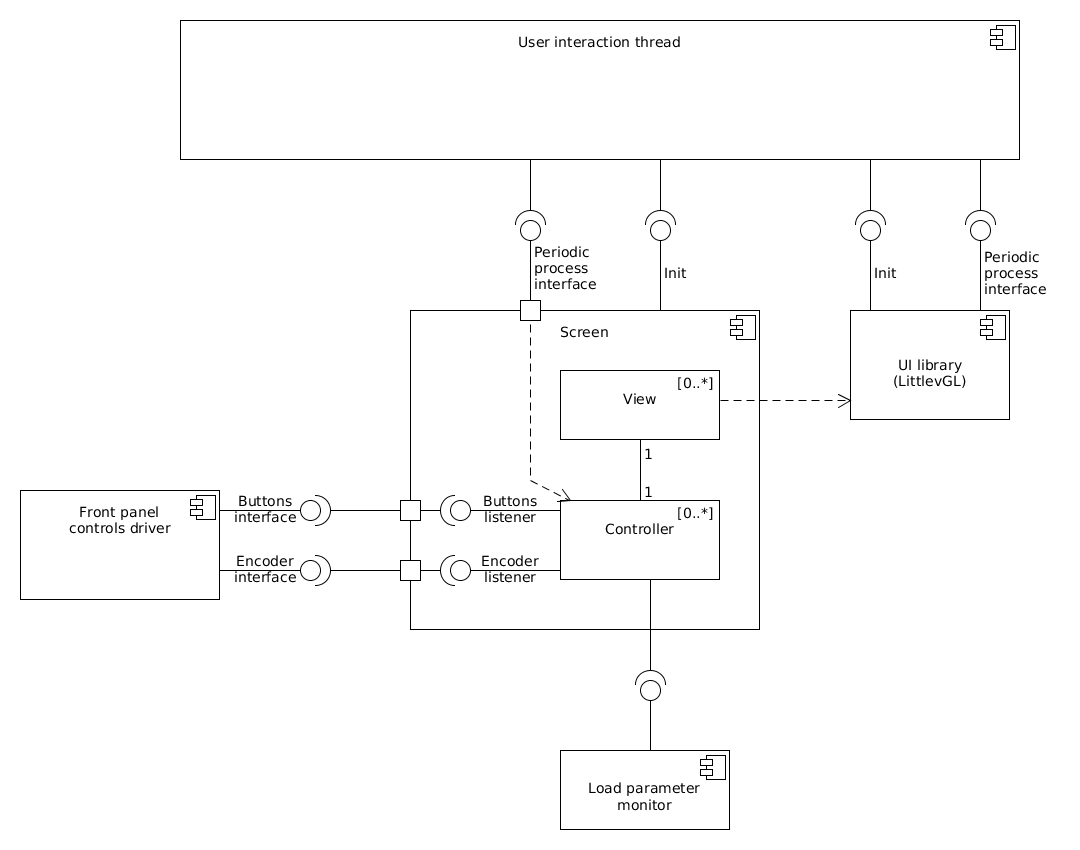 User interaction thread
Periodic
process
interface
Init
Init
Periodic
process
interface
Screen
UI library
(LittlevGL)
[0..*]
View
1
1
[0..*]
Controller
Front panel
controls driver
Buttons
interface
Buttons
listener
Encoder
interface
Encoder
listener
Load parameter
monitor